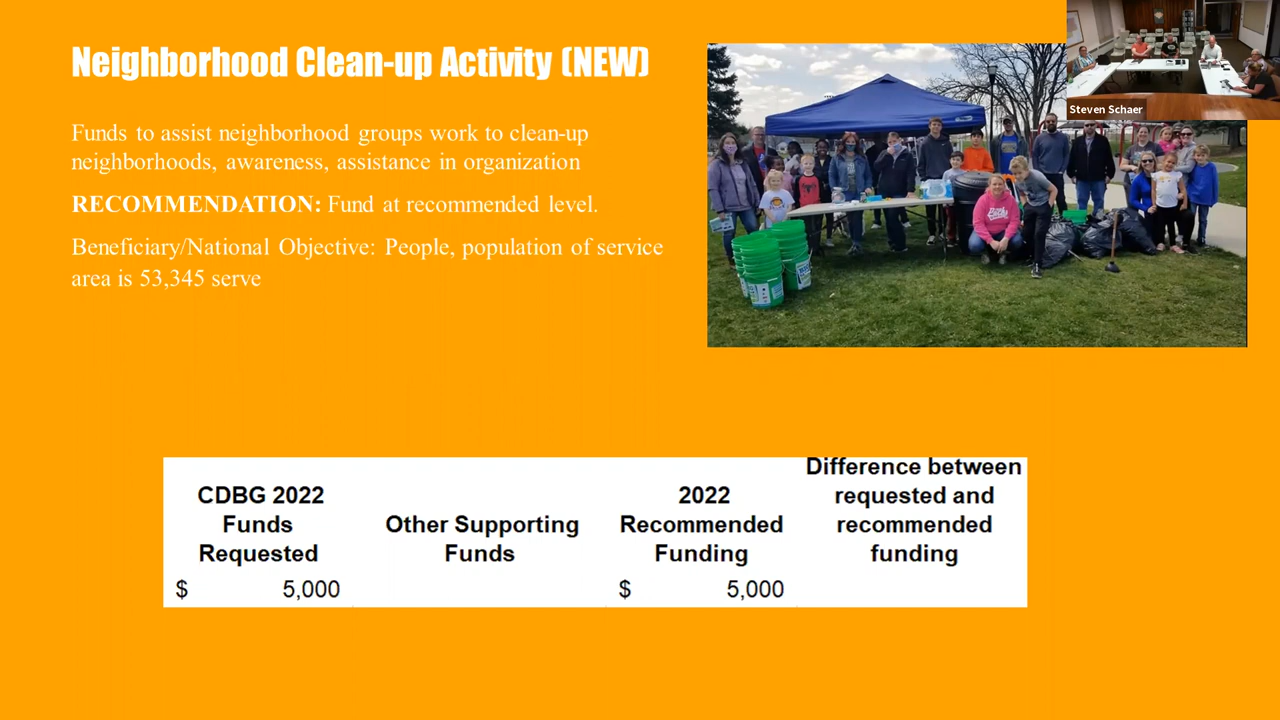 Neighborhood Clean-up Activity (NEW)
Steven Schaer
Funds to assist neighborhood groups work to clean-up
neighborhoods, awareness, assistance in organization
RECOMMENDATION: Fund at recommended level.
Beneficiary/National Objective: People, population of service
area is 53,345 serve
CDBG 2022
Funds
Requested
$ 5,000
Other Supporting
Funds
2022
Recommended
Funding
$ 5,000
Difference between
requested and
recommended
funding